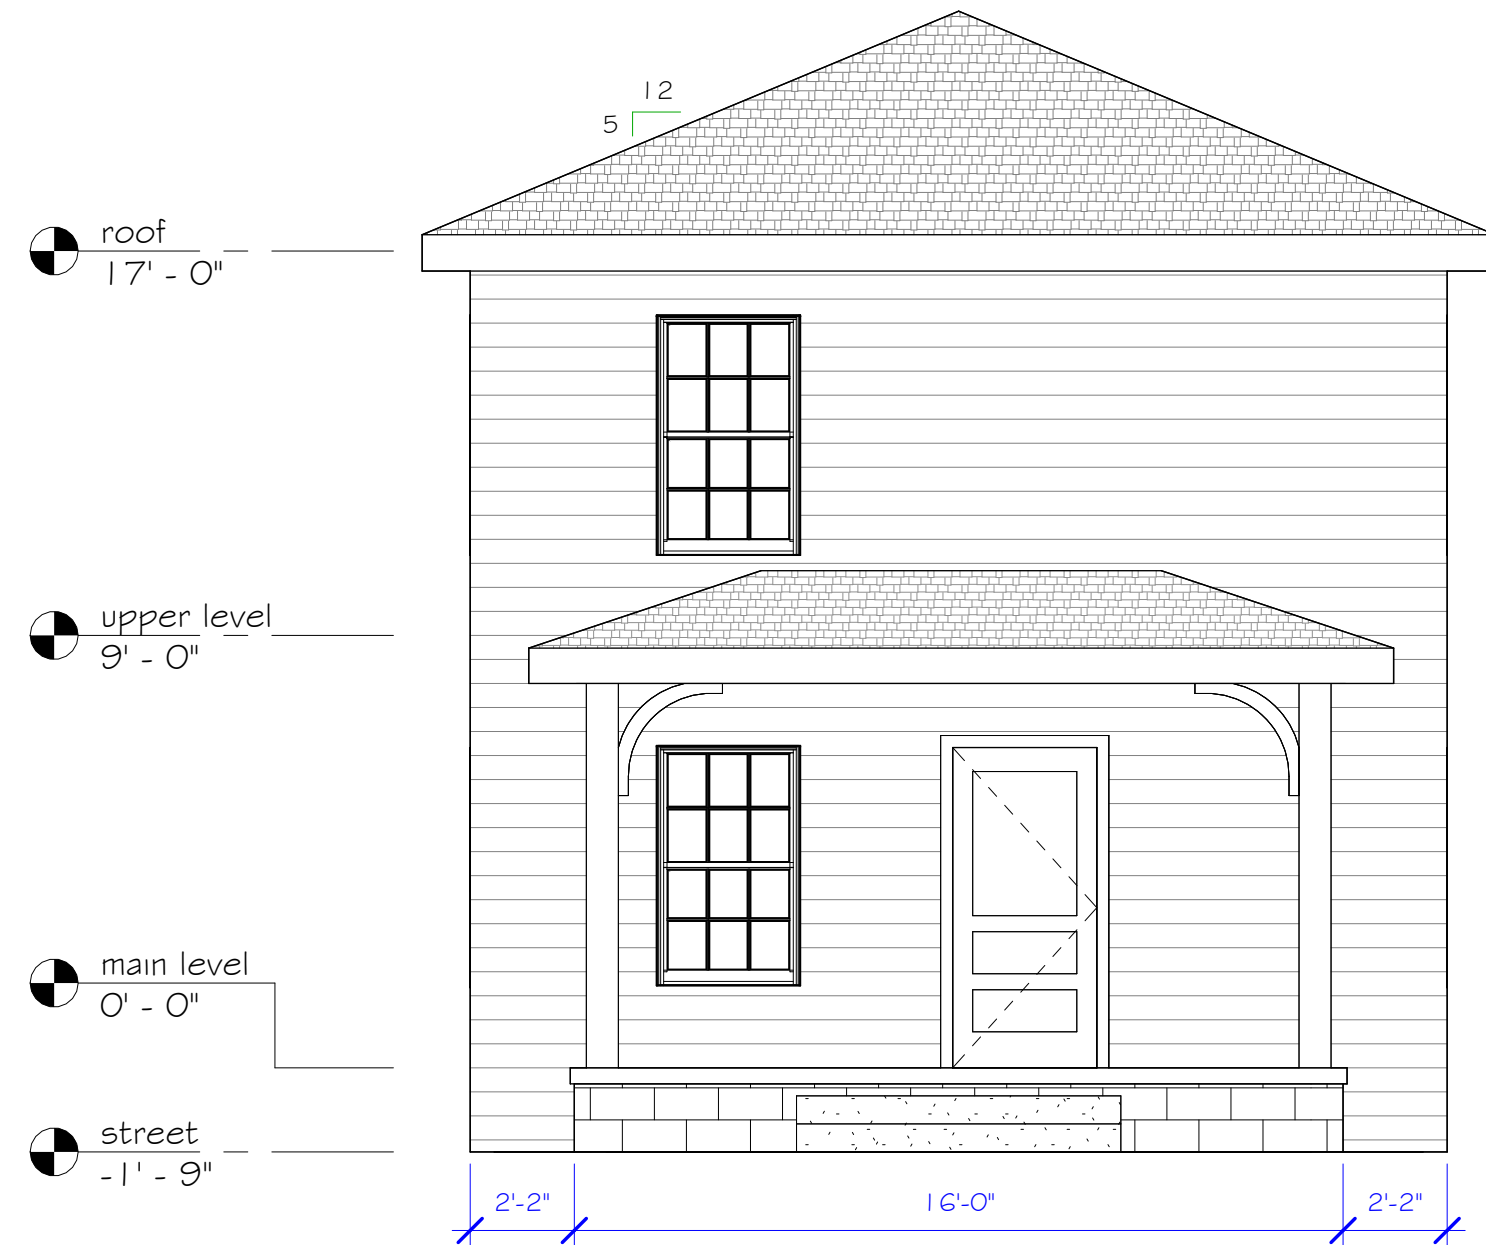 12
5
roof
17' - 0"
upper level
9' - 0"
main level
0' - 0"
street
-1' - 9"
2'-2" 16'-0" 2'-2"